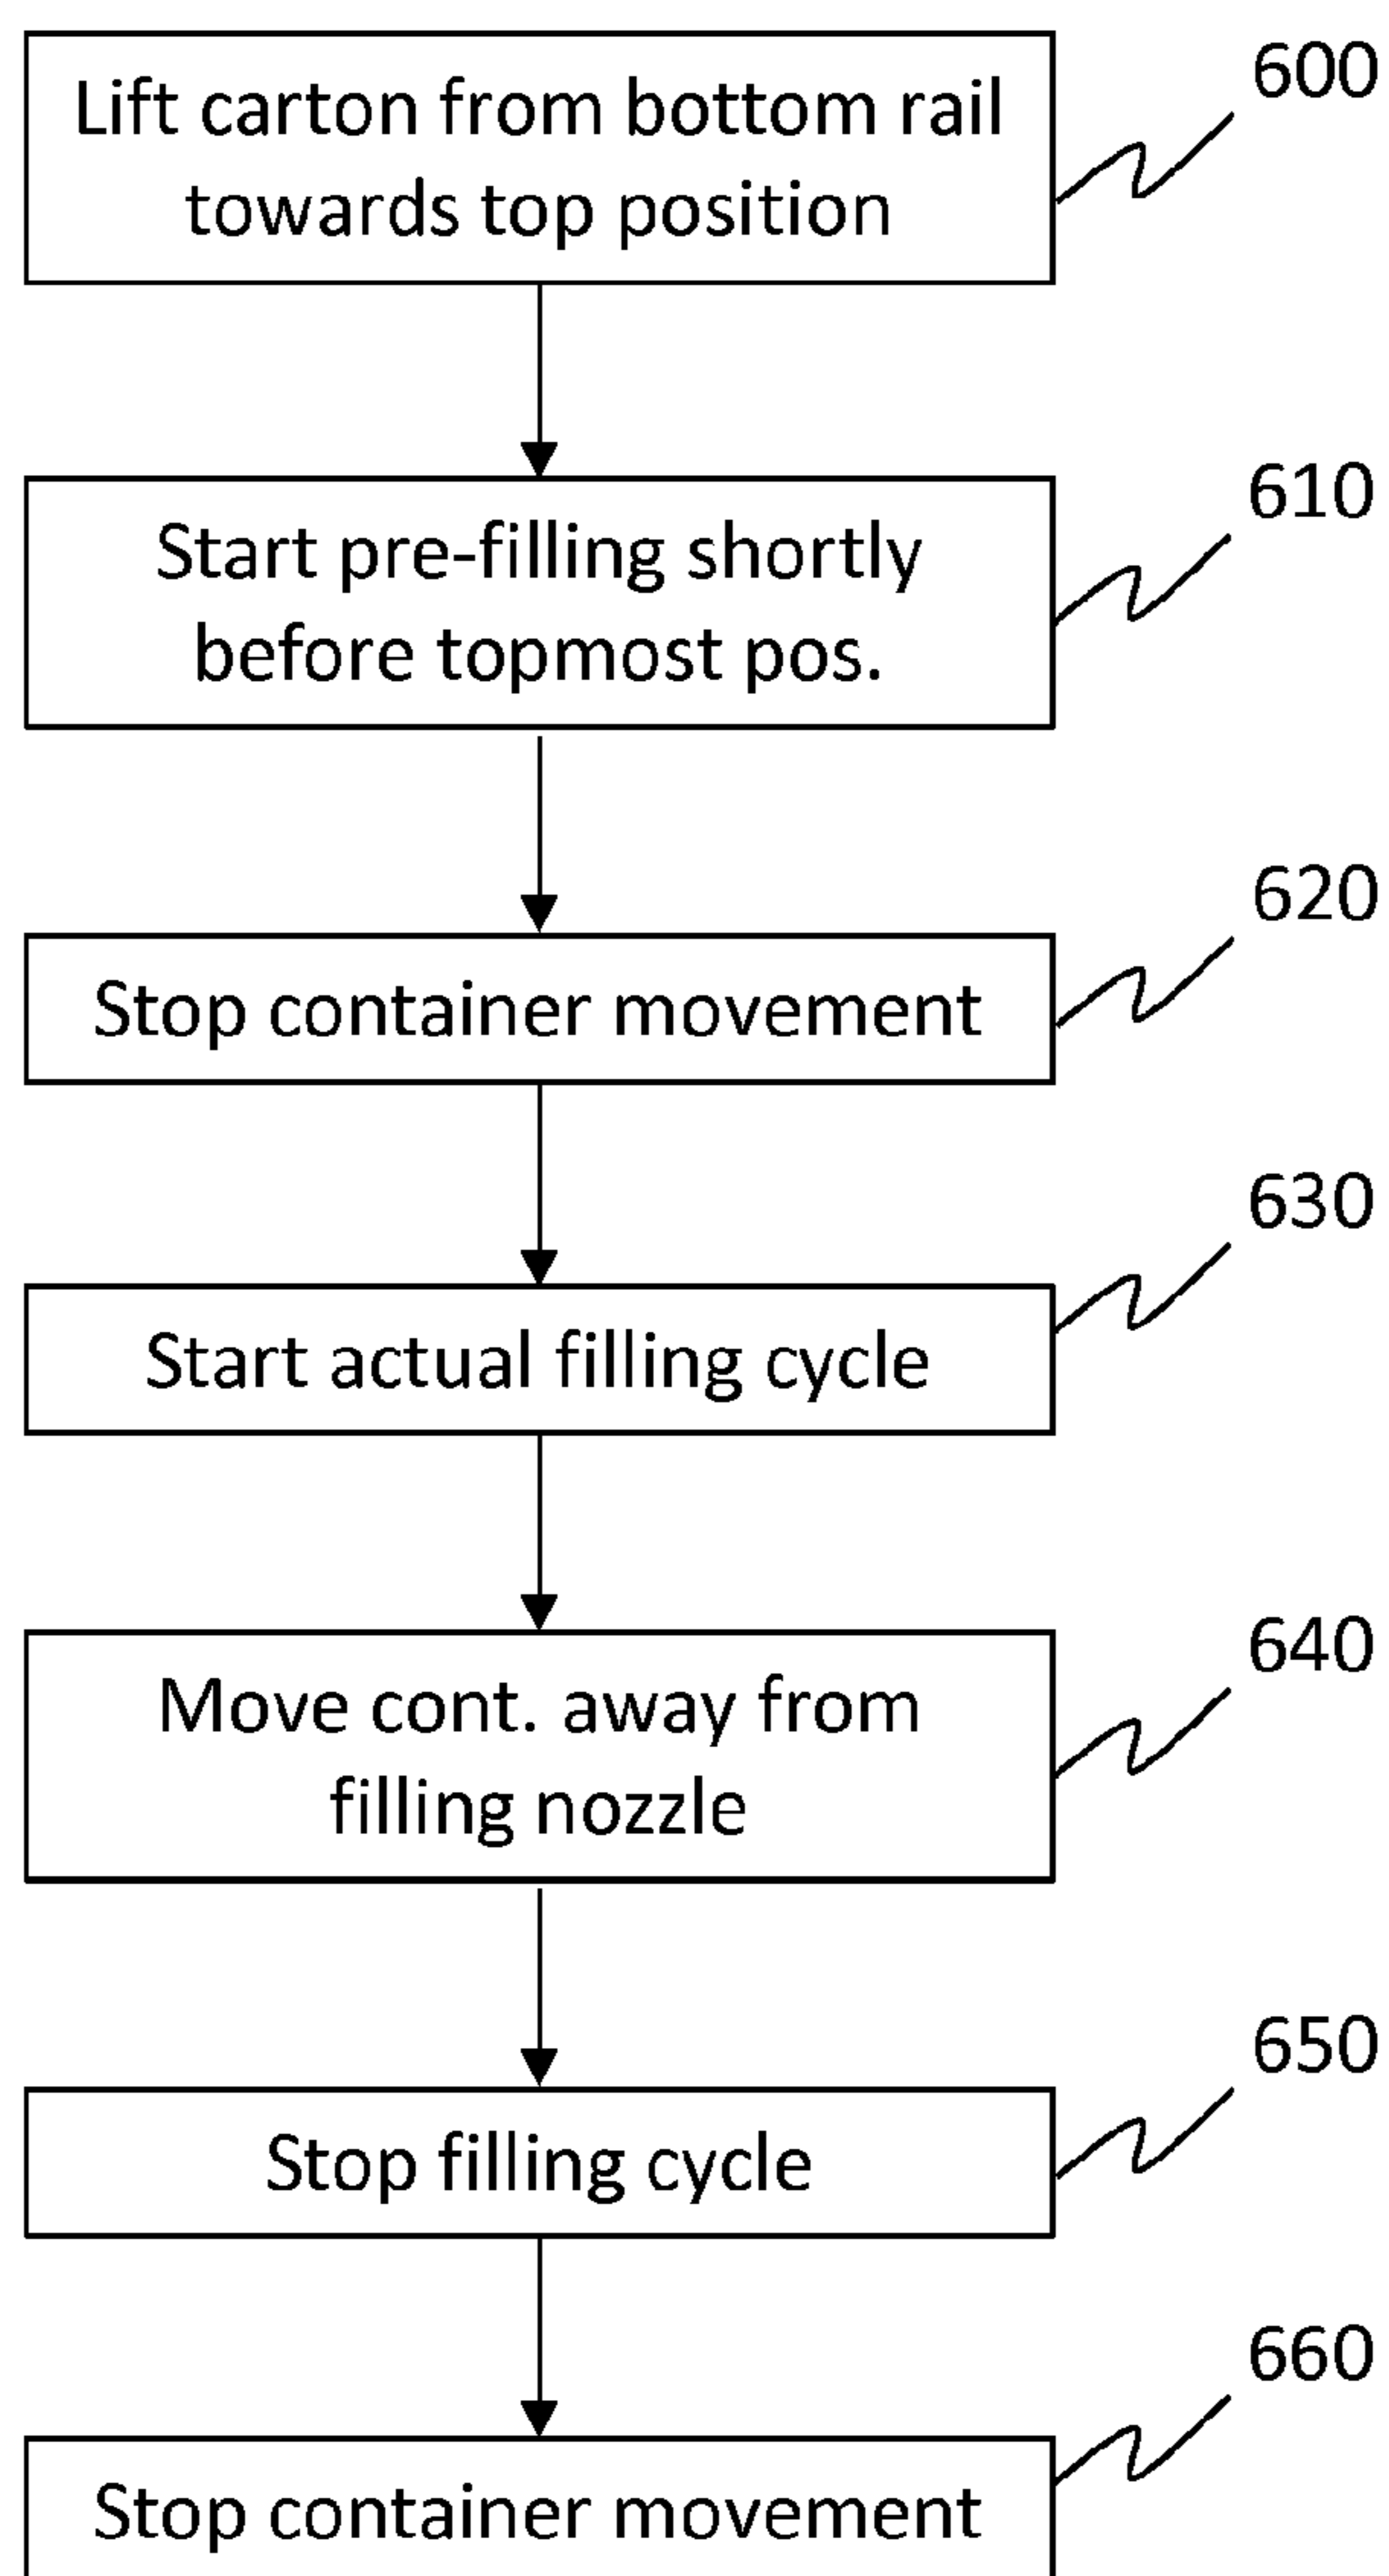 600
Lift carton from bottom rail
towards top position
610
Start pre-filling shortly
before topmost pos.
620
Stop container movement
630
Start actual filling cycle
640
Move cont. away from
filling nozzle
650
Stop filling cycle
660
Stop container movement